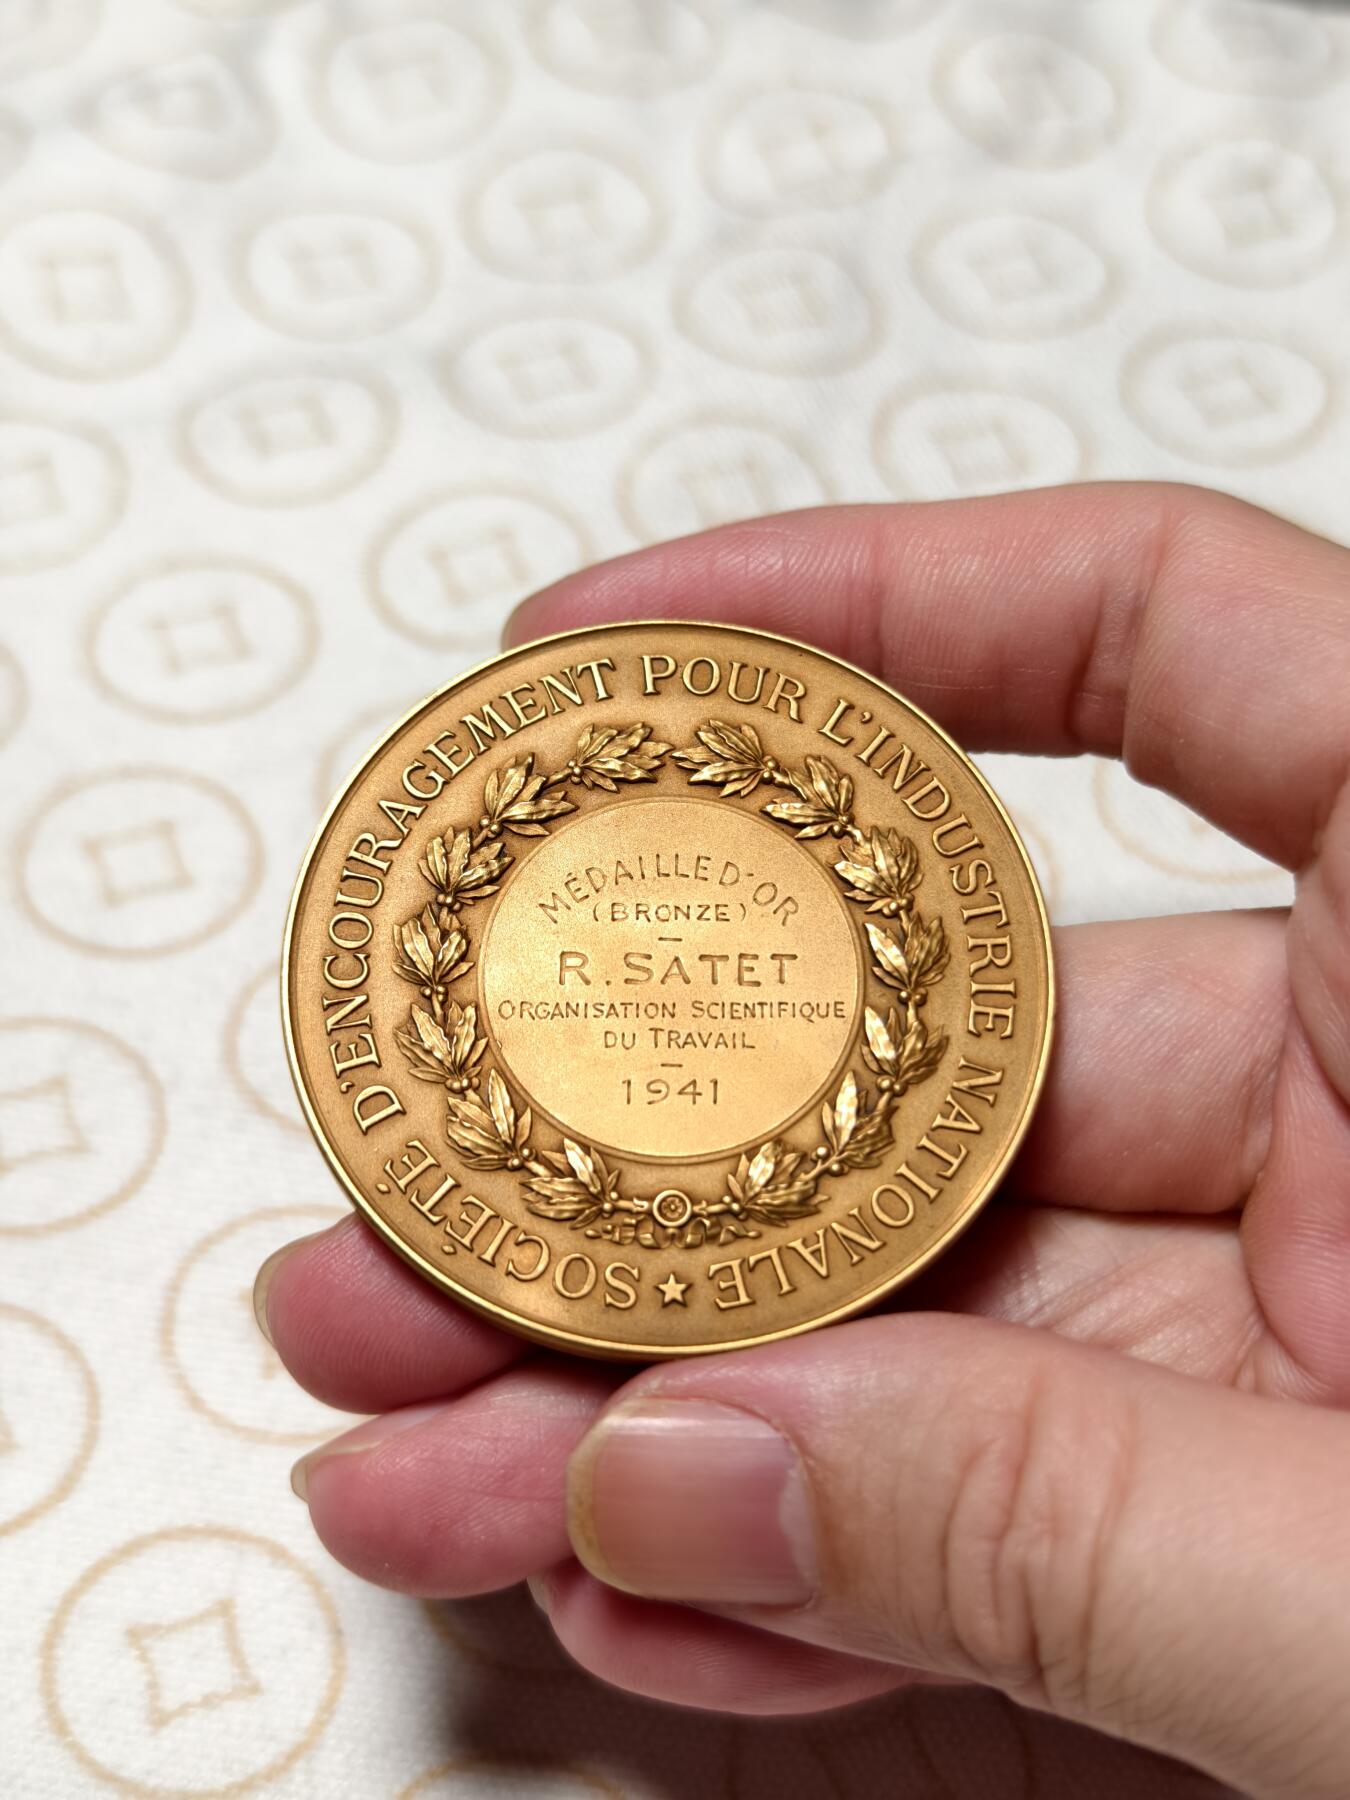 SOCIÉTÉ D'ENCOURAGEMENT POUR L'INDUSTRIE NATIONALE ★
MÉDAILLE D'OR
(BRONZE)
—
R. SATET
ORGANISATION SCIENTIFIQUE
DU TRAVAIL
—
1941